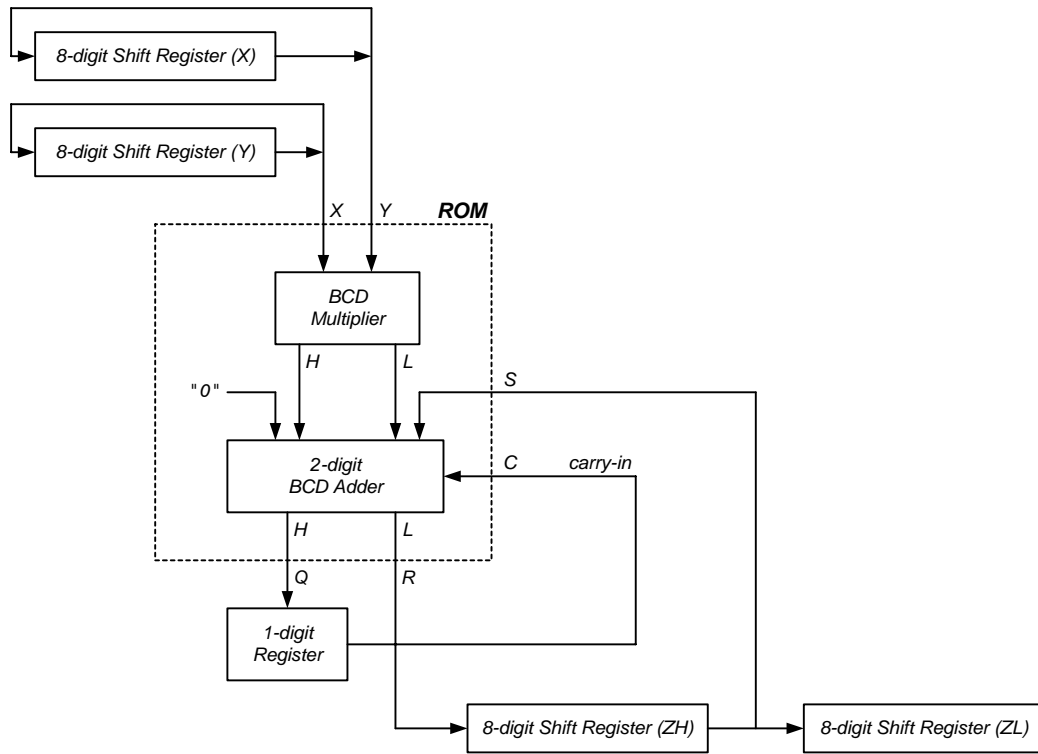 8-digit Shift Register (X)
8-digit Shift Register (Y)
X
Y
ROM
BCD
Multiplier
H
L
S
"0"
2-digit
BCD Adder
C
carry-in
H
L
Q
R
1-digit
Register
8-digit Shift Register (ZH)
8-digit Shift Register (ZL)